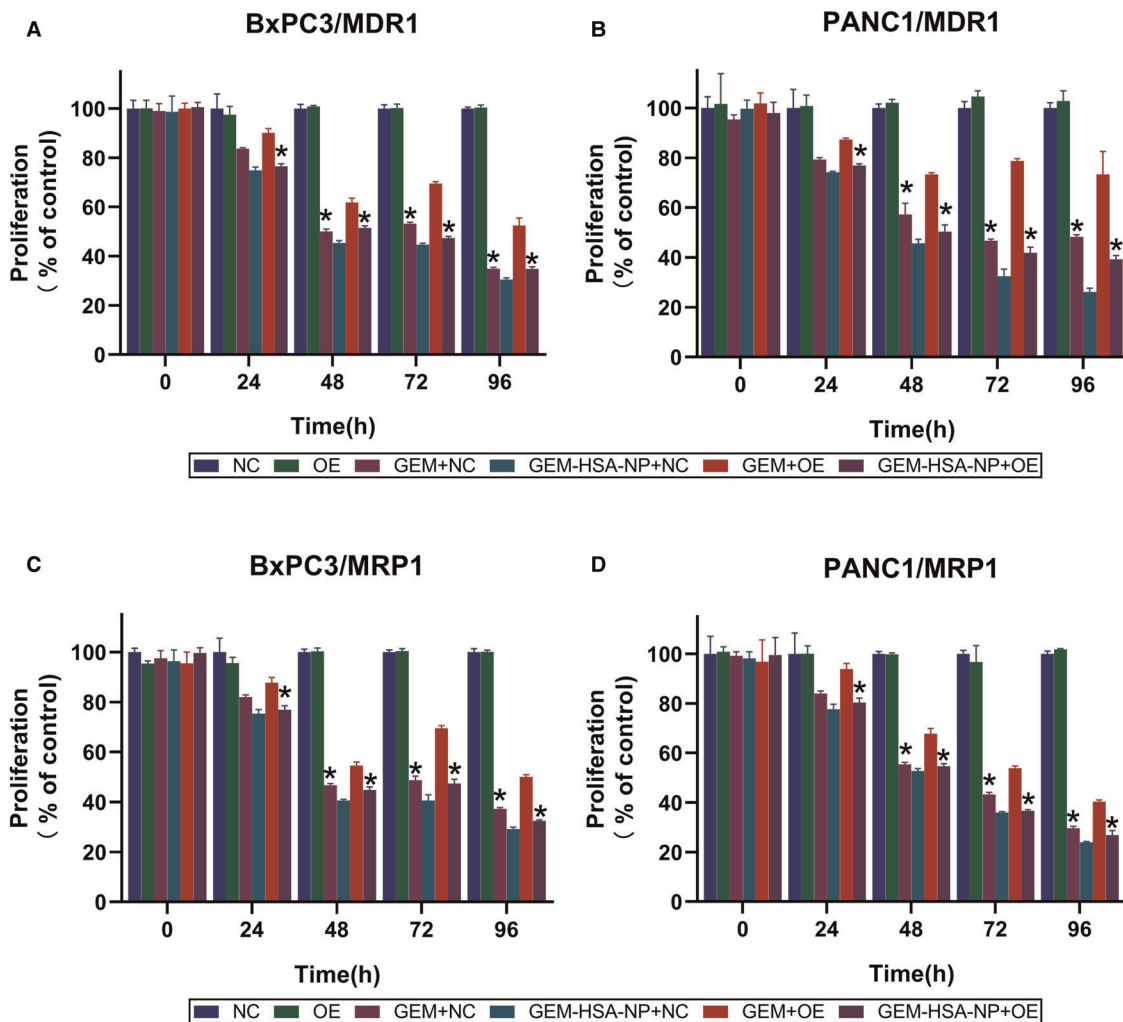 A
BxPC3/MDR1
Proliferation
( % of control)
100
80
60
40
20
0
* * * * * * *
0 24 48 72 96
Time(h)
B
PANC1/MDR1
Proliferation
( % of control)
100
80
60
40
20
0
* * * * * * *
0 24 48 72 96
Time(h)
NC OE GEM+NC GEM-HSA-NP+NC GEM+OE GEM-HSA-NP+OE
C
BxPC3/MRP1
Proliferation
( % of control)
100
80
60
40
20
0
* * * * * * *
0 24 48 72 96
Time(h)
D
PANC1/MRP1
Proliferation
( % of control)
100
80
60
40
20
0
* * * * * * *
0 24 48 72 96
Time(h)
NC OE GEM+NC GEM-HSA-NP+NC GEM+OE GEM-HSA-NP+OE